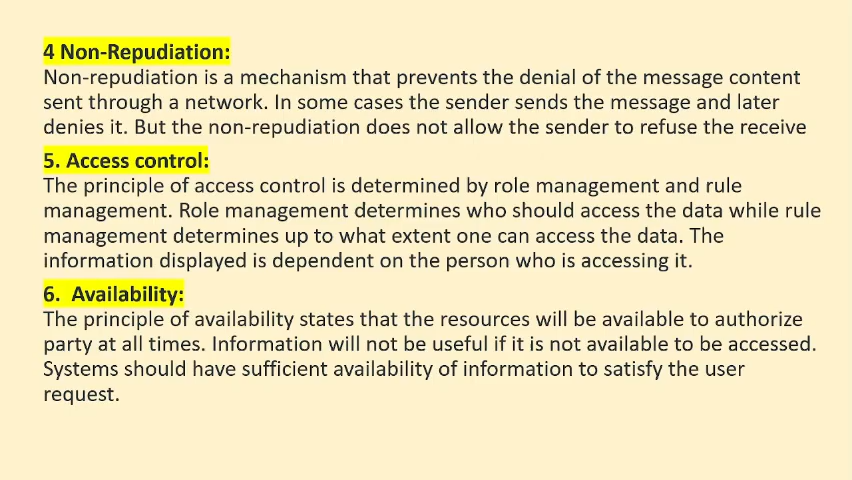 4 Non-Repudiation:
Non-repudiation is a mechanism that prevents the denial of the message content
sent through a network. In some cases the sender sends the message and later
denies it. But the non-repudiation does not allow the sender to refuse the receive
5. Access control:
The principle of access control is determined by role management and rule
management. Role management determines who should access the data while rule
management determines up to what extent one can access the data. The
information displayed is dependent on the person who is accessing it.
6. Availability:
The principle of availability states that the resources will be available to authorize
party at all times. Information will not be useful if it is not available to be accessed.
Systems should have sufficient availability of information to satisfy the user
request.